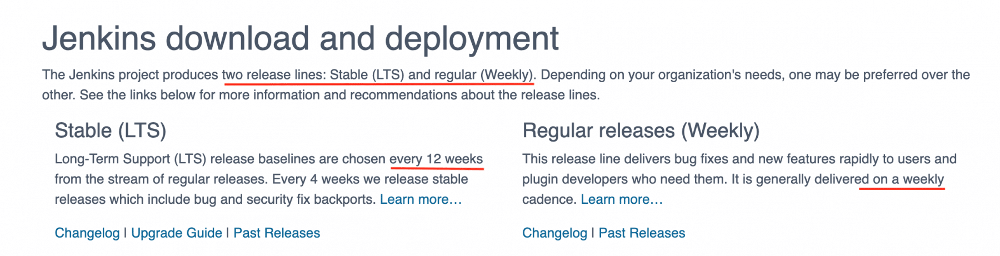 Jenkins download and deployment
The Jenkins project produces two release lines: Stable (LTS) and regular (Weekly). Depending on your organization's needs, one may be preferred over the
other. See the links below for more information and recommendations about the release lines.
Stable (LTS)
Long-Term Support (LTS) release baselines are chosen every 12 weeks
from the stream of regular releases. Every 4 weeks we release stable
releases which include bug and security fix backports. Learn more…
Changelog | Upgrade Guide | Past Releases
Regular releases (Weekly)
This release line delivers bug fixes and new features rapidly to users and
plugin developers who need them. It is generally delivered on a weekly
cadence. Learn more…
Changelog | Past Releases